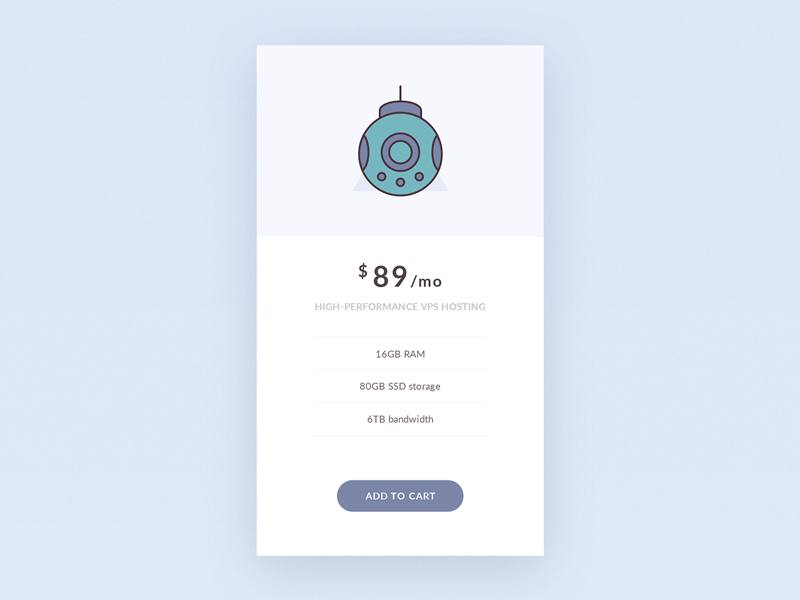 $ 89 /mo
HIGH-PERFORMANCE VPS HOSTING
16GB RAM
80GB SSD storage
6TB bandwidth
ADD TO CART